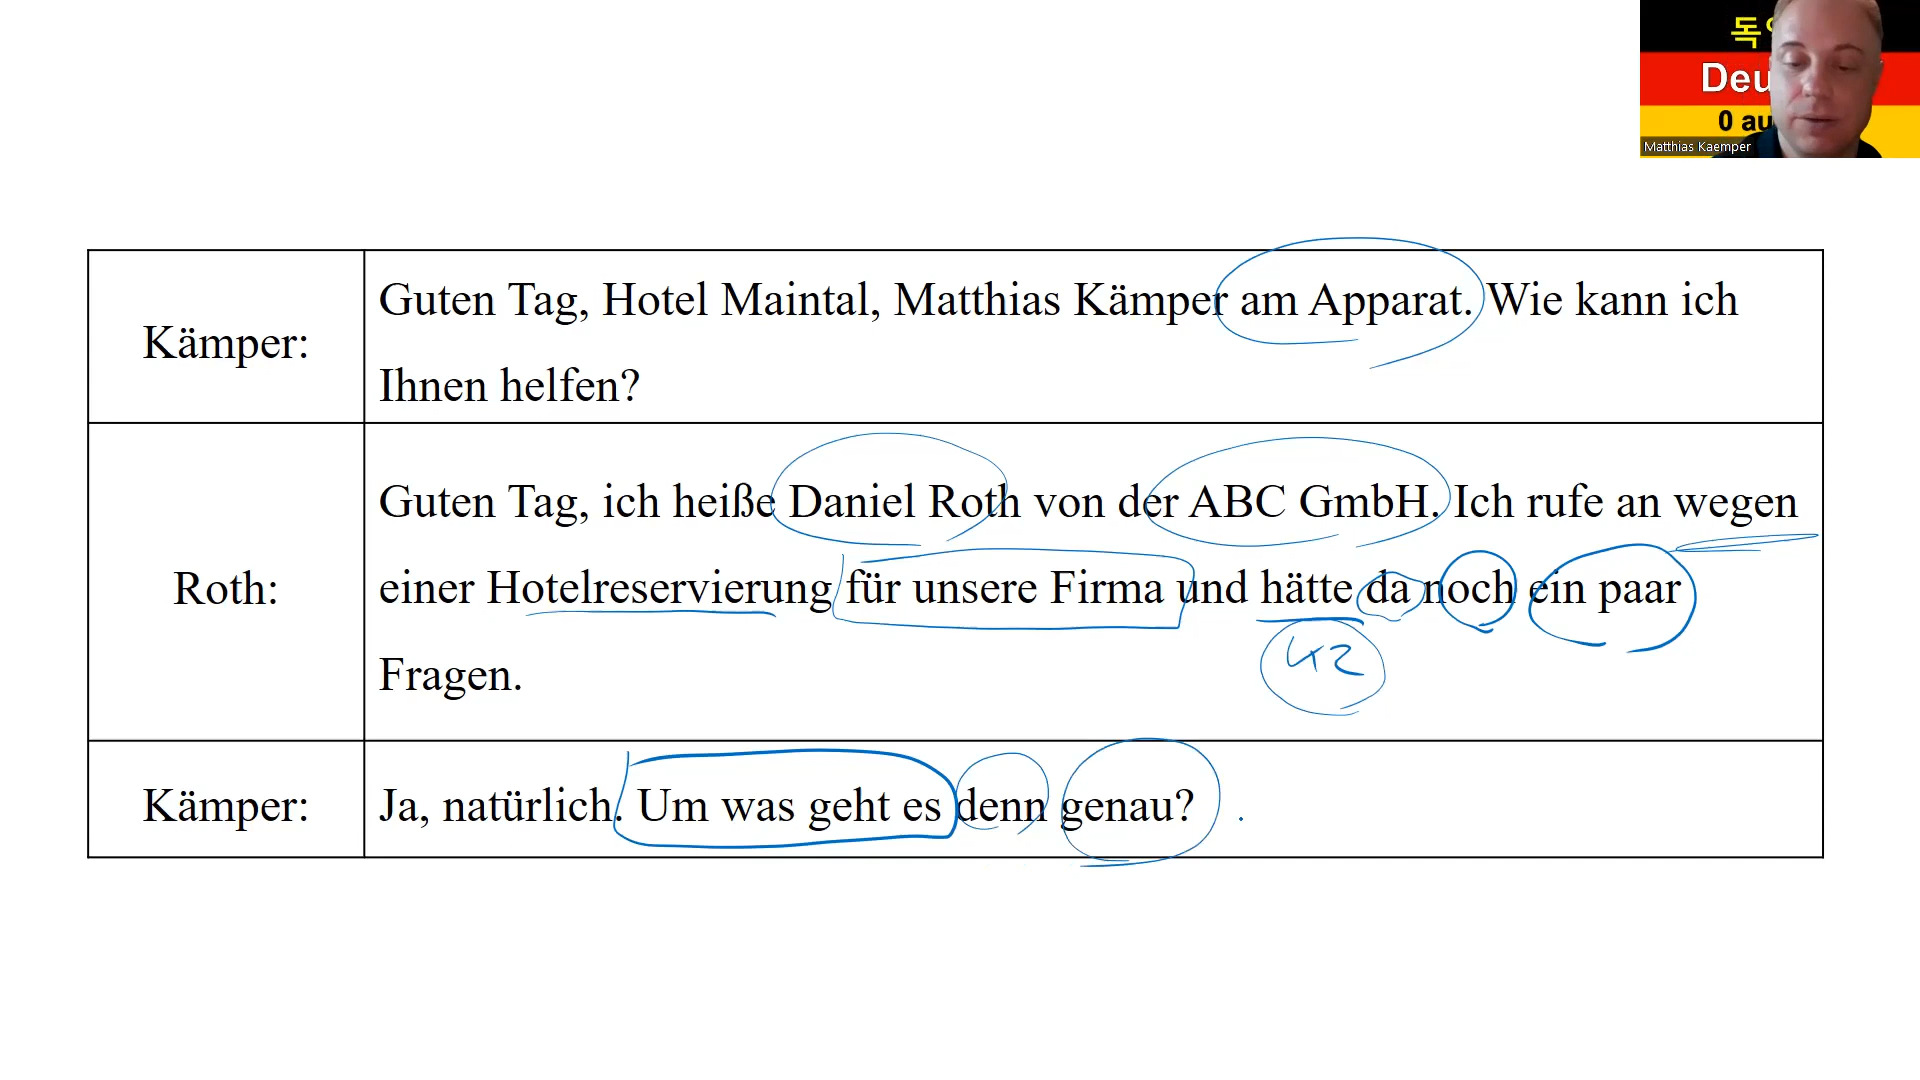 독
Deu
0 au
Matthias Kaemper
Kämper:
Guten Tag, Hotel Maintal, Matthias Kämper am Apparat. Wie kann ich
Ihnen helfen?
Roth:
Guten Tag, ich heiße Daniel Roth von der ABC GmbH. Ich rufe an wegen
einer Hotelreservierung für unsere Firma und hätte da noch ein paar
42
Fragen.
Kämper:
Ja, natürlich. Um was geht es denn genau?